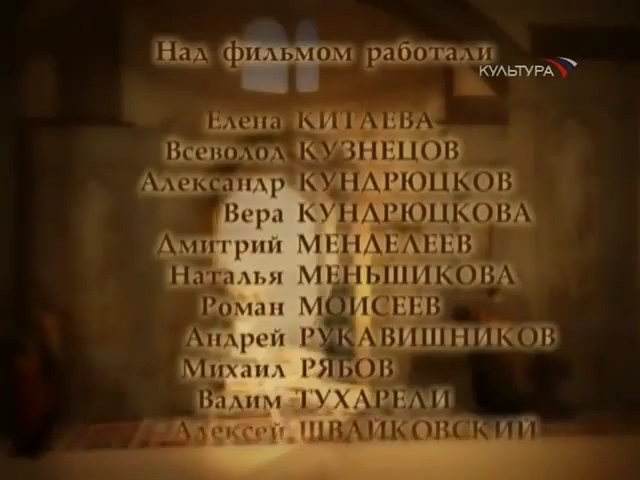 Над фильмом работали
КУЛЬТУРА
Елена КИТАЕВА
Всеволод КУЗНЕЦОВ
Александр КУНДРЮЦКОВ
Вера КУНДРЮЦКОВА
Дмитрий МЕНДЕЛЕЕВ
Наталья МЕНЬШИКОВА
Роман МОИСЕЕВ
Андрей РУКАВИШНИКОВ
Михаил РЯБОВ
Вадим ТУХАРЕЛИ
Алексей ШВАЙКОВСКИЙ